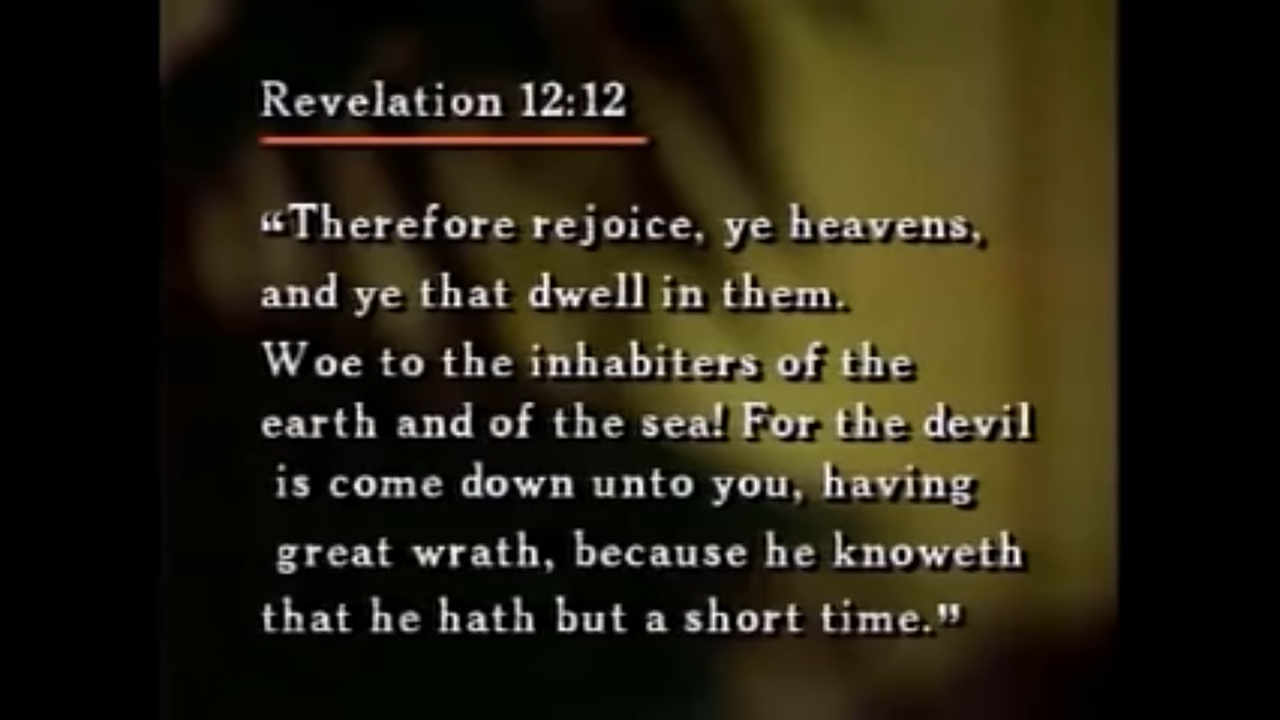 Revelation 12:12
“Therefore rejoice, ye heavens,
and ye that dwell in them.
Woe to the inhabiters of the
earth and of the sea! For the devil
is come down unto you, having
great wrath, because he knoweth
that he hath but a short time.”